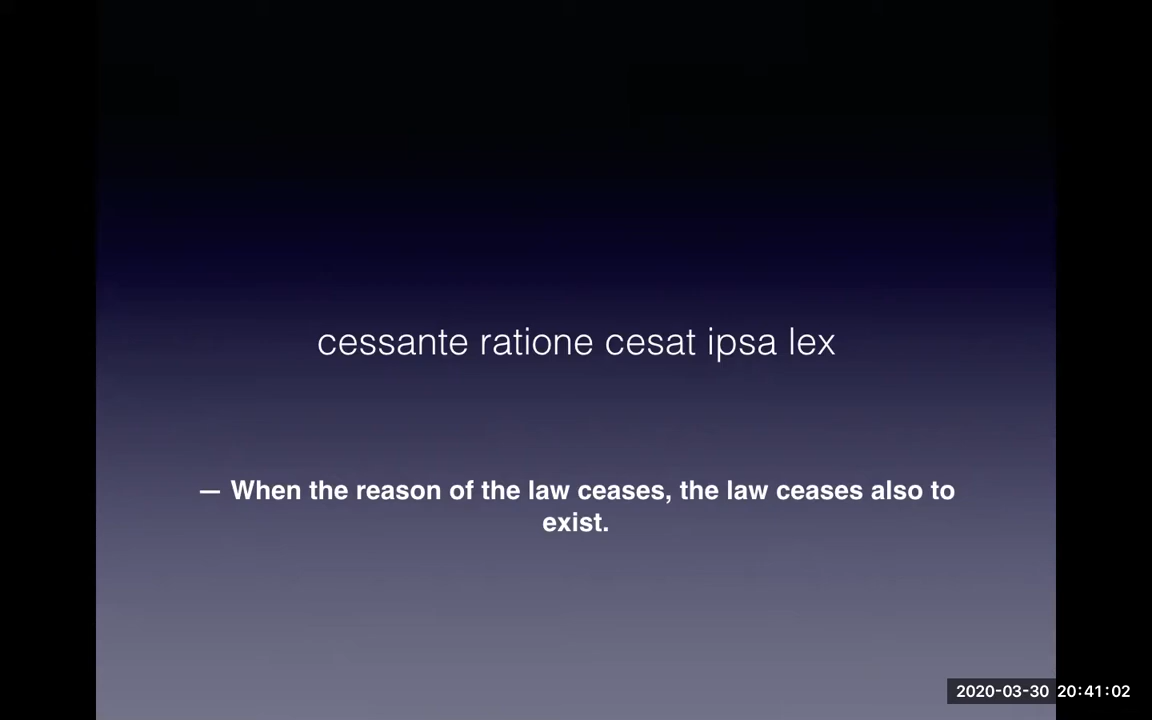 cessante ratione cesat ipsa lex
— When the reason of the law ceases, the law ceases also to
exist.
2020-03-30 20:41:02